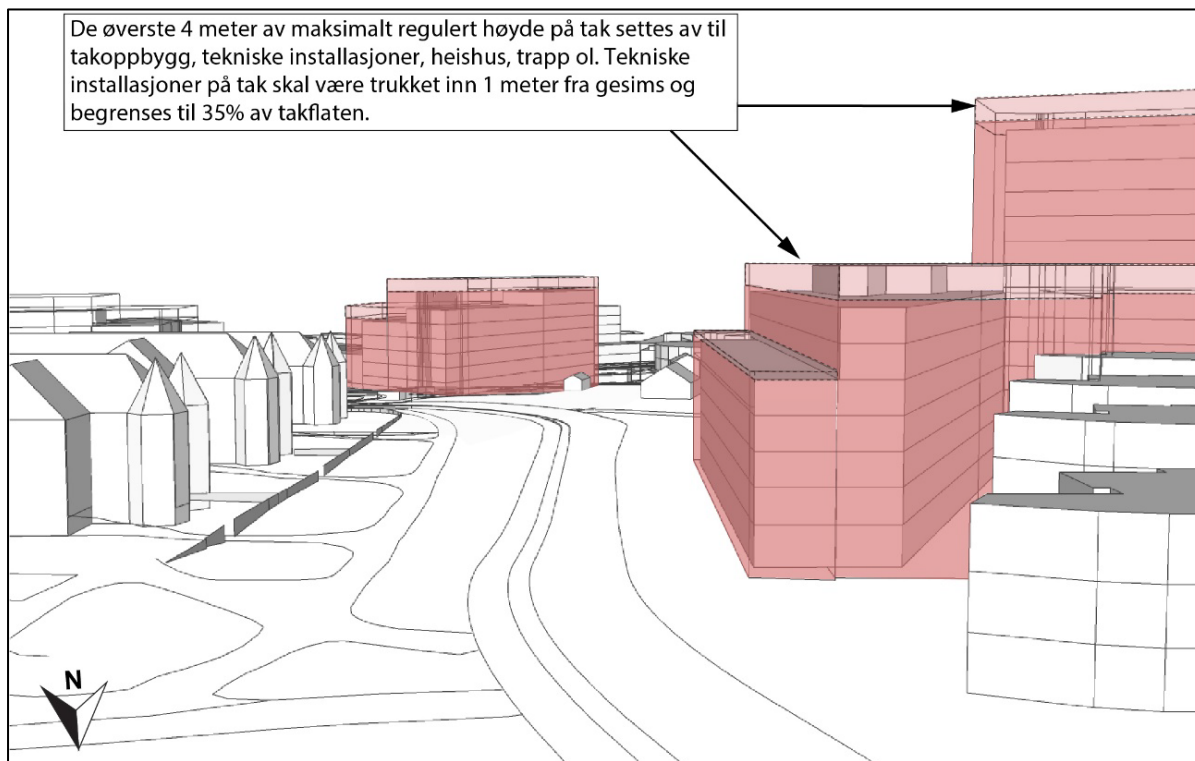 De øverste 4 meter av maksimalt regulert høyde på tak settes av til
takoppbygg, tekniske installasjoner, heishus, trapp ol. Tekniske
installasjoner på tak skal være trukket inn 1 meter fra gesims og
begrenses til 35% av takflaten.
N